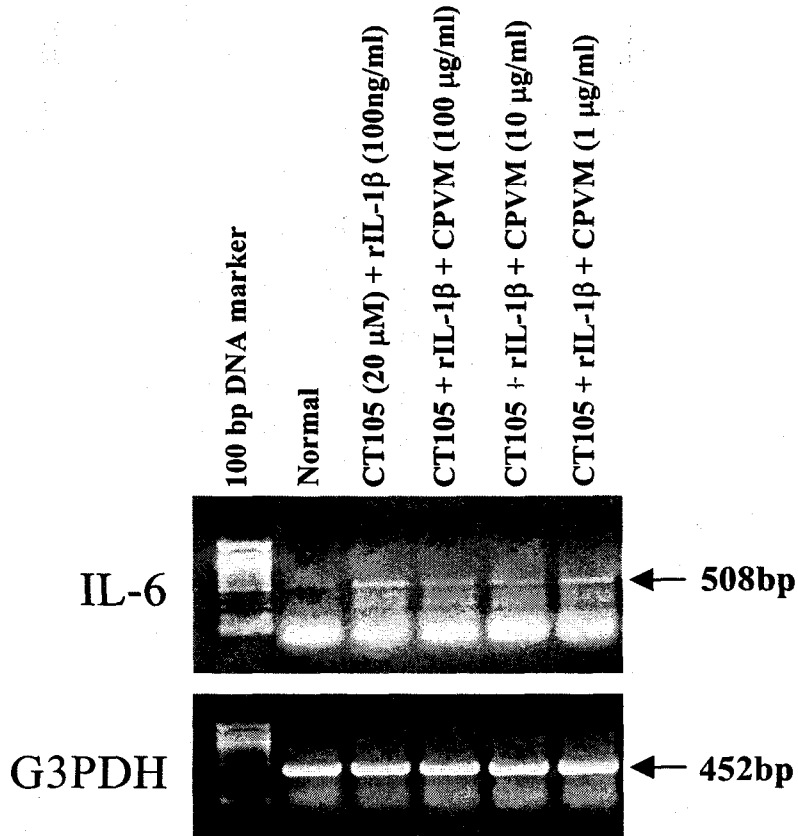 100 bp DNA marker
Normal
CT105 (20 μM) + rIL-1β (100ng/ml)
CT105 + rIL-1β + CPVM (100 μg/ml)
CT105 + rIL-1β + CPVM (10 μg/ml)
CT105 + rIL-1β + CPVM (1 μg/ml)
IL-6
508bp
G3PDH
452bp